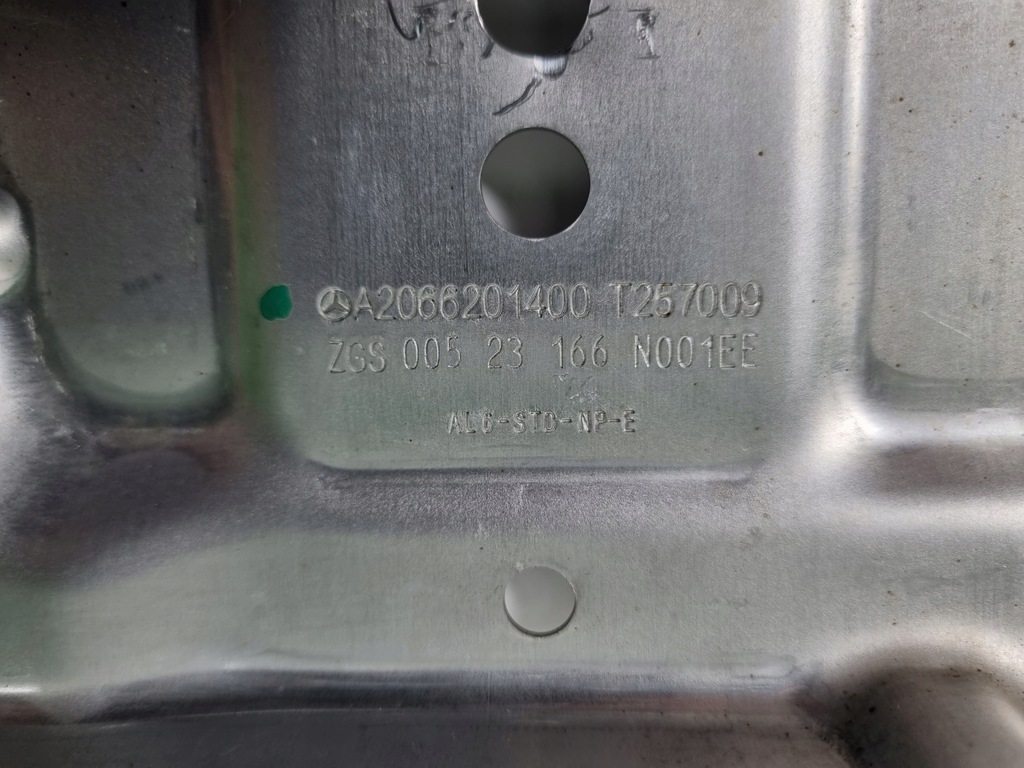 A2066201400 T257009
ZGS 005 23 166 N001EE
AL6-STD-NP-E